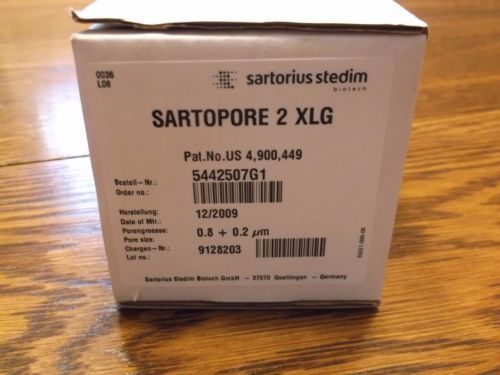 0036
L08
sartorius stedim
biotech
SARTOPORE 2 XLG
Pat.No.US 4,900,449
Bestell-Nr.:
Order no.:
5442507G1
Herstellung:
Date of Mfr.:
12/2009
Porengroesse:
Pore size:
0.8 + 0.2 µm
Chargen-Nr.:
Lot no.:
9128203
Sartorius Stedim Biotech GmbH - 37070 Goettingen - Germany